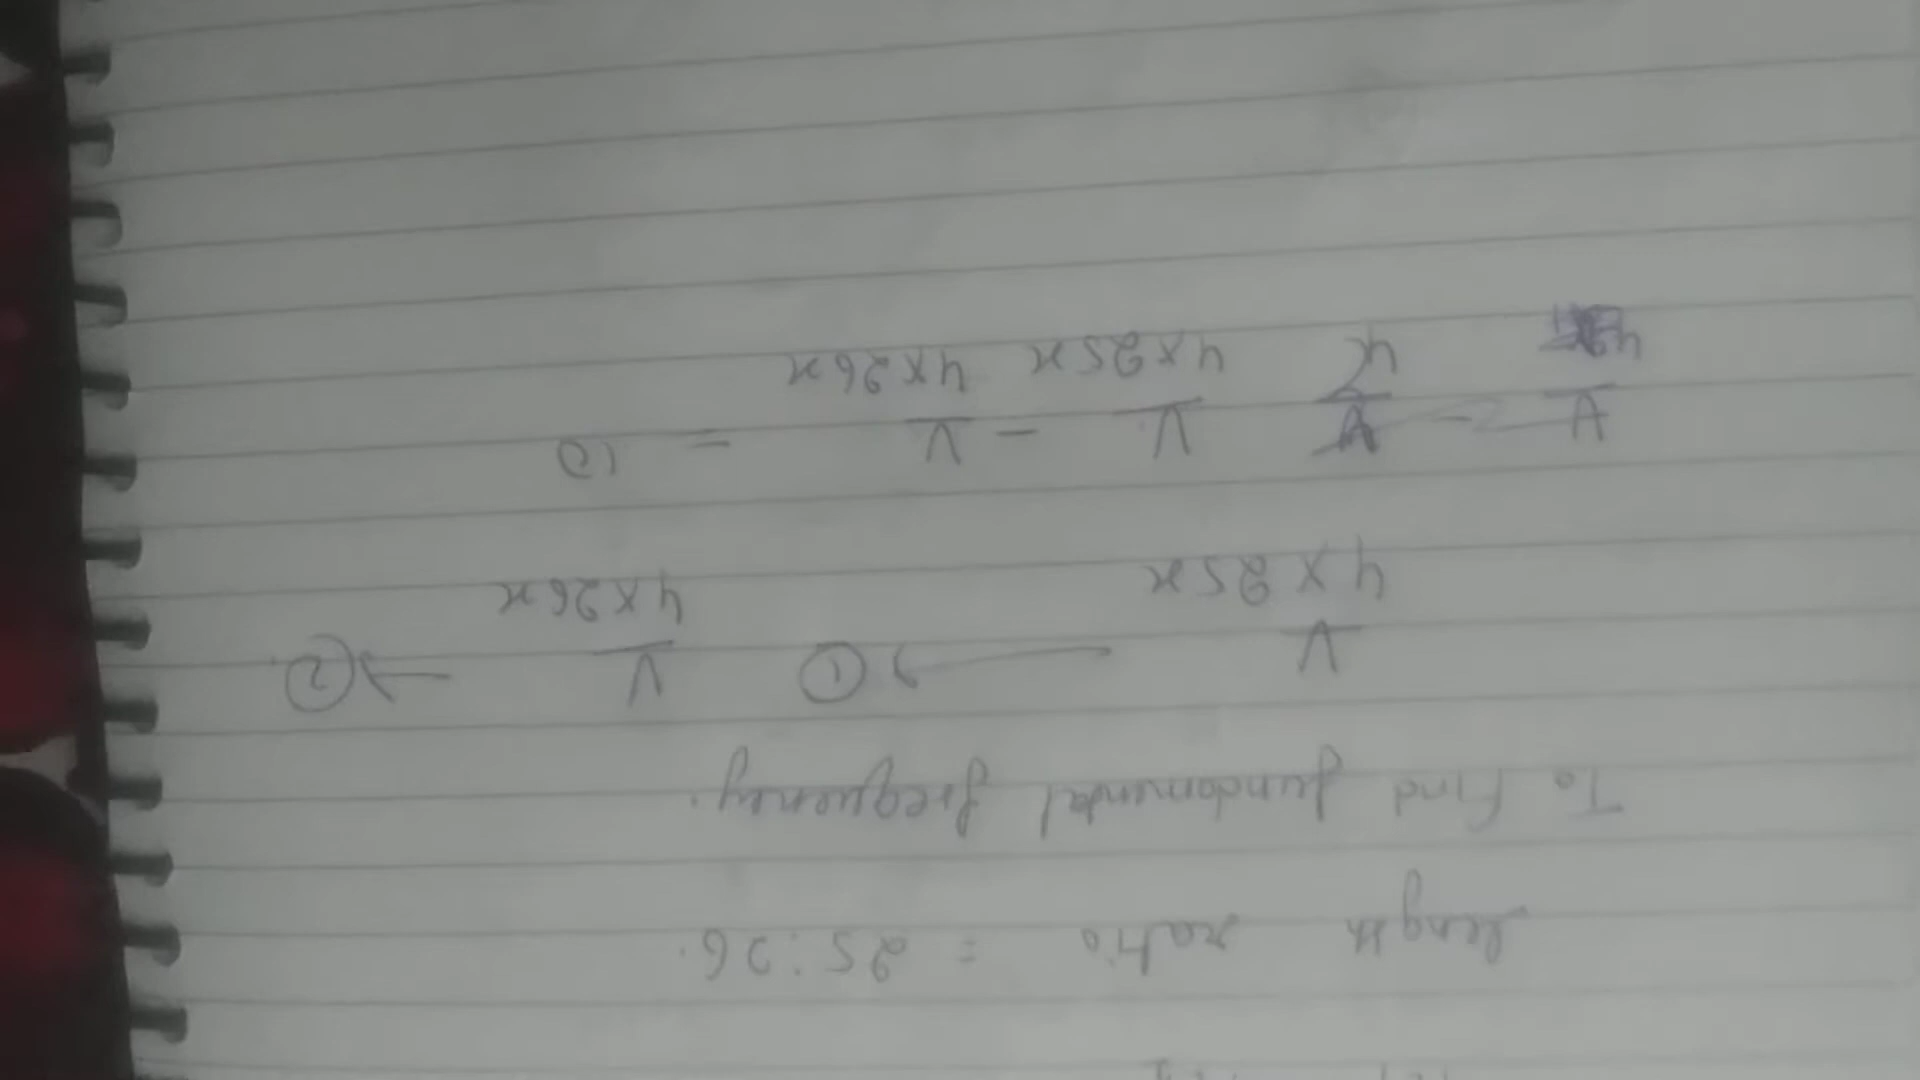 length ratio = 25:26.
To find fundamental frequency.
V/4×25x → ① V/4×26x → ②
V/4×25x - V/4×26x = 10